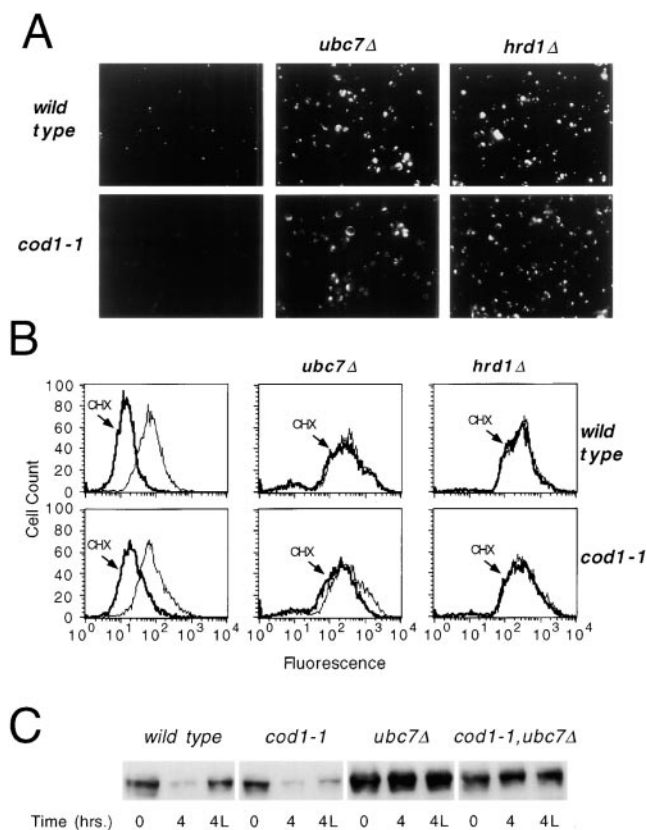 A
ubc7Δ hrd1Δ
wild type
cod1-1
B
ubc7Δ hrd1Δ
Cell Count
100
80
60
40
20
0
CHX
CHX
CHX
wild type
100
80
60
40
20
0
CHX
CHX
CHX
cod1-1
10^0 10^1 10^2 10^3 10^4 10^0 10^1 10^2 10^3 10^4 10^0 10^1 10^2 10^3 10^4
Fluorescence
C
wild type cod1-1 ubc7Δ cod1-1,ubc7Δ
Time (hrs.) 0 4 4L 0 4 4L 0 4 4L 0 4 4L